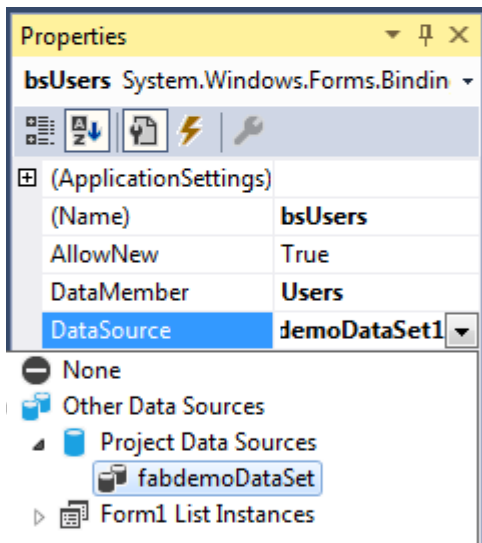 Properties
bsUsers System.Windows.Forms.Bindin
(ApplicationSettings)
(Name) bsUsers
AllowNew True
DataMember Users
DataSource demoDataSet1
None
Other Data Sources
Project Data Sources
fabdemoDataSet
Form1 List Instances